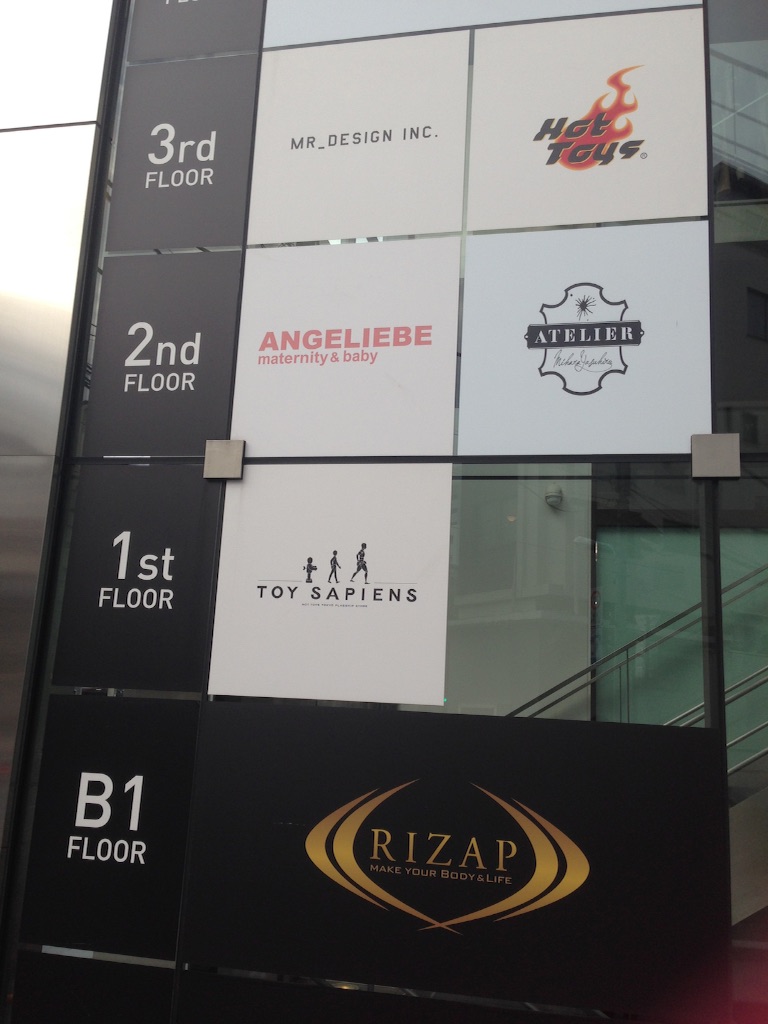 3rd
FLOOR
MR_DESIGN INC.
Hot
Toys
2nd
FLOOR
ANGELIEBE
maternity & baby
ATELIER
1st
FLOOR
TOY SAPIENS
B1
FLOOR
RIZAP
MAKE YOUR BODY & LIFE